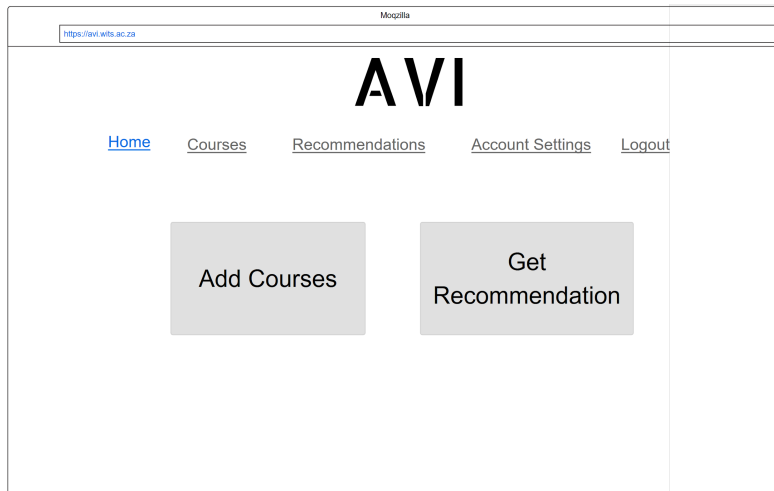 Moqzilla
https://avi.wits.ac.za
AVI
Home Courses Recommendations Account Settings Logout
Add Courses
Get
Recommendation